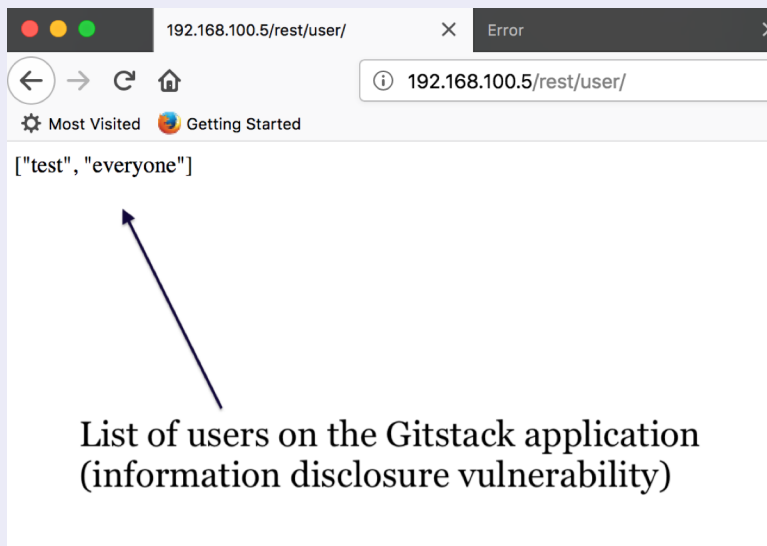 192.168.100.5/rest/user/
Error
192.168.100.5/rest/user/
Most Visited
Getting Started
["test", "everyone"]
List of users on the Gitstack application
(information disclosure vulnerability)